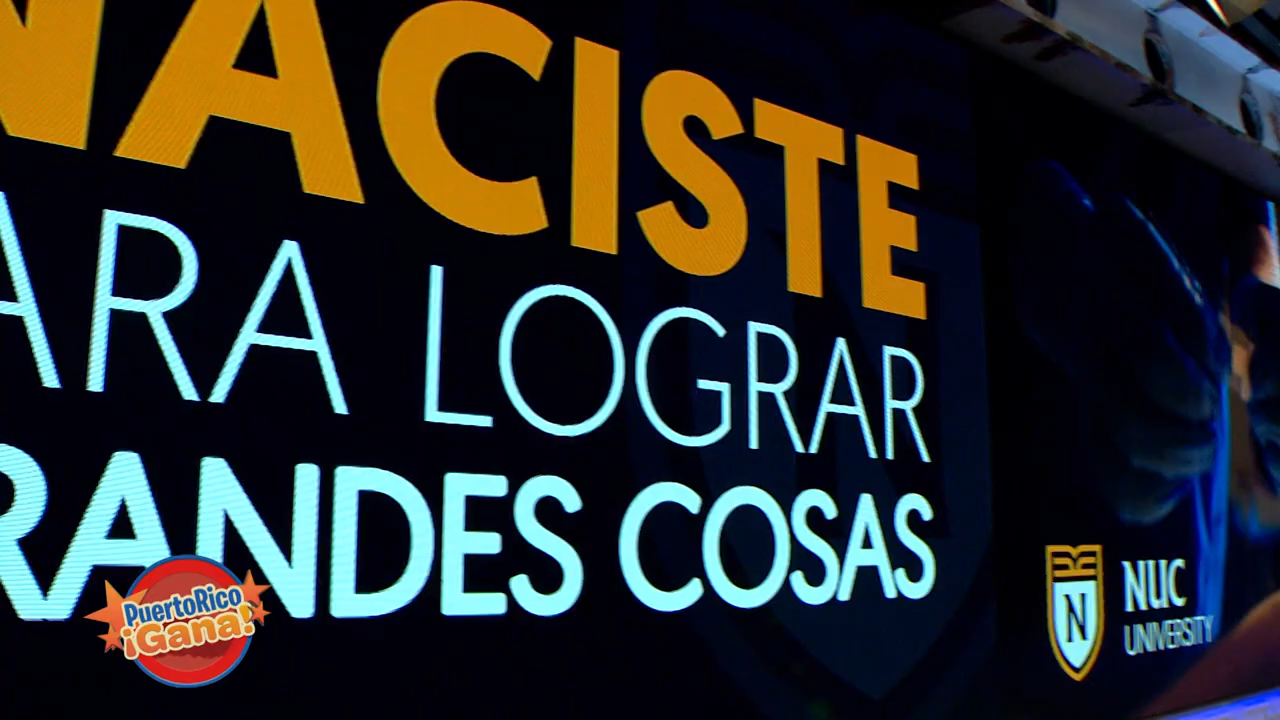 NACISTE
ARA LOGRAR
RANDES COSAS
NUC
UNIVERSITY
PuertoRico
¡Gana!